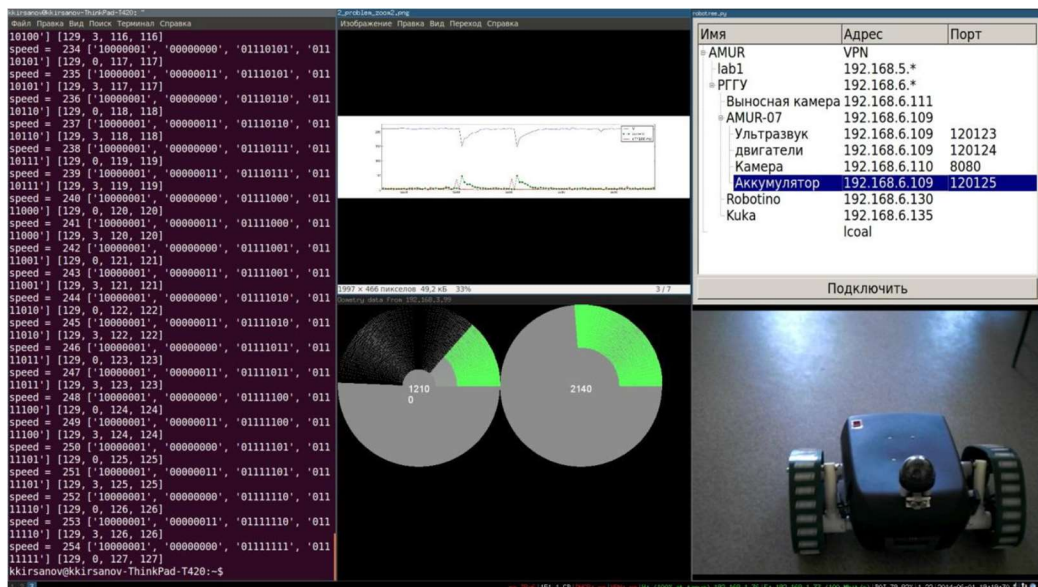 kkirsanov@kkirsanov-ThinkPad-T420: ~
Файл Правка Вид Поиск Терминал Справка
10100'] [129, 3, 116, 116]
speed =  234 ['10000001', '00000000', '01110101', '011
10101'] [129, 0, 117, 117]
speed =  235 ['10000001', '00000011', '01110101', '011
10101'] [129, 3, 117, 117]
speed =  236 ['10000001', '00000000', '01110110', '011
10110'] [129, 0, 118, 118]
speed =  237 ['10000001', '00000011', '01110110', '011
10110'] [129, 3, 118, 118]
speed =  238 ['10000001', '00000000', '01110111', '011
10111'] [129, 0, 119, 119]
speed =  239 ['10000001', '00000011', '01110111', '011
10111'] [129, 3, 119, 119]
speed =  240 ['10000001', '00000000', '01111000', '011
11000'] [129, 0, 120, 120]
speed =  241 ['10000001', '00000011', '01111000', '011
11000'] [129, 3, 120, 120]
speed =  242 ['10000001', '00000000', '01111001', '011
11001'] [129, 0, 121, 121]
speed =  243 ['10000001', '00000011', '01111001', '011
11001'] [129, 3, 121, 121]
speed =  244 ['10000001', '00000000', '01111010', '011
11010'] [129, 0, 122, 122]
speed =  245 ['10000001', '00000011', '01111010', '011
11010'] [129, 3, 122, 122]
speed =  246 ['10000001', '00000000', '01111011', '011
11011'] [129, 0, 123, 123]
speed =  247 ['10000001', '00000011', '01111011', '011
11011'] [129, 3, 123, 123]
speed =  248 ['10000001', '00000000', '01111100', '011
11100'] [129, 0, 124, 124]
speed =  249 ['10000001', '00000011', '01111100', '011
11100'] [129, 3, 124, 124]
speed =  250 ['10000001', '00000000', '01111101', '011
11101'] [129, 0, 125, 125]
speed =  251 ['10000001', '00000011', '01111101', '011
11101'] [129, 3, 125, 125]
speed =  252 ['10000001', '00000000', '01111110', '011
11110'] [129, 0, 126, 126]
speed =  253 ['10000001', '00000011', '01111110', '011
11110'] [129, 3, 126, 126]
speed =  254 ['10000001', '00000000', '01111111', '011
11111'] [129, 0, 127, 127]
kkirsanov@kkirsanov-ThinkPad-T420:~$
2_problem_zoom2.png
Изображение Правка Вид Переход Справка
1997 × 466 пикселов 49,2 кБ 33% 3 / 7
Oometry data from 192.168.3.99
1210
0
2140
robotree.py
Имя Адрес Порт
AMUR VPN
lab1 192.168.5.*
РГГУ 192.168.6.*
Выносная камера 192.168.6.111
AMUR-07 192.168.6.109
Ультразвук 192.168.6.109 120123
двигатели 192.168.6.109 120124
Камера 192.168.6.110 8080
Аккумулятор 192.168.6.109 120125
Robotino 192.168.6.130
Kuka 192.168.6.135
lcoal
Подключить